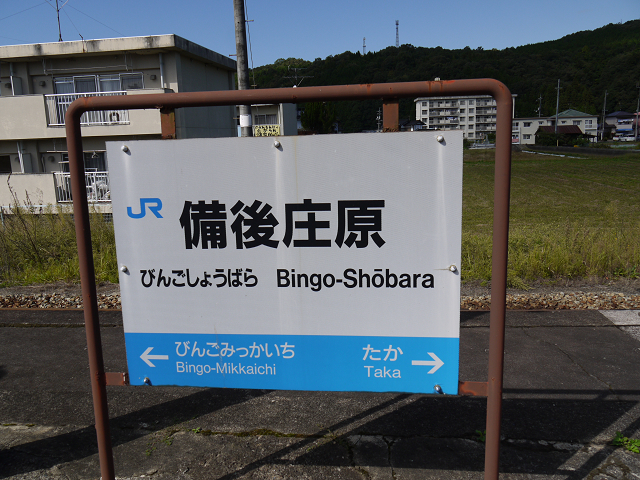 JR 備後庄原
びんごしょうばら Bingo-Shōbara
← びんごみっかいち たか →
Bingo-Mikkaichi Taka